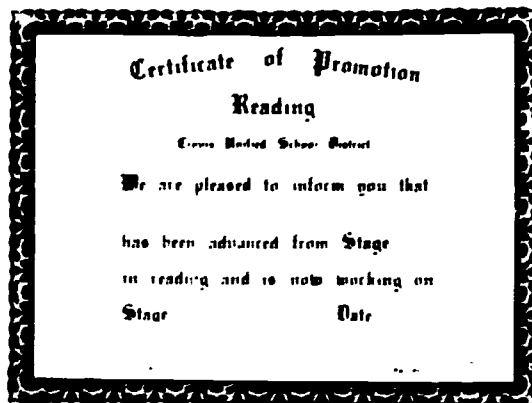 Certificate of Promotion
Reading
Clovis Unified School District
We are pleased to inform you that
has been advanced from Stage
in reading and is now working on
Stage Date